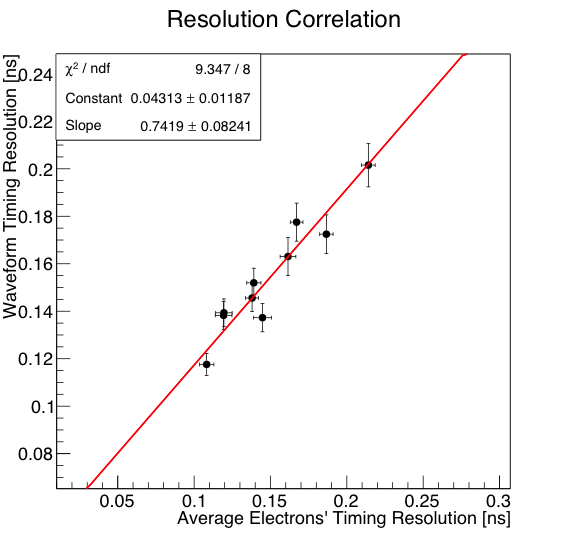 Resolution Correlation
χ² / ndf 9.347 / 8
Constant 0.04313 ± 0.01187
Slope 0.7419 ± 0.08241
Waveform Timing Resolution [ns]
0.24
0.22
0.2
0.18
0.16
0.14
0.12
0.1
0.08
0.05 0.1 0.15 0.2 0.25 0.3
Average Electrons' Timing Resolution [ns]